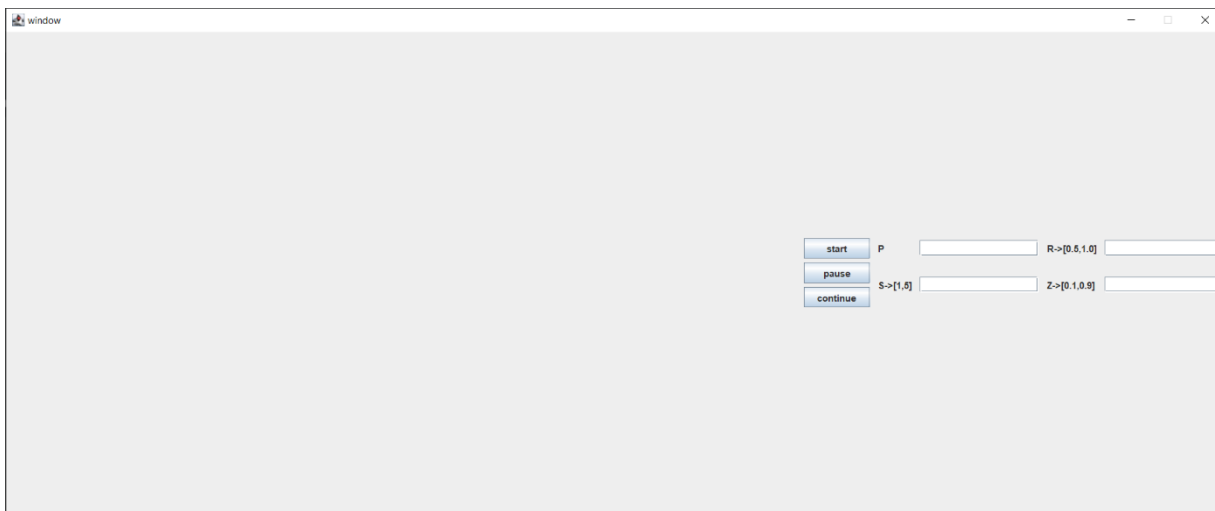 window
start P R->[0.5,1.0]
pause
S->[1,5] Z->[0.1,0.9]
continue